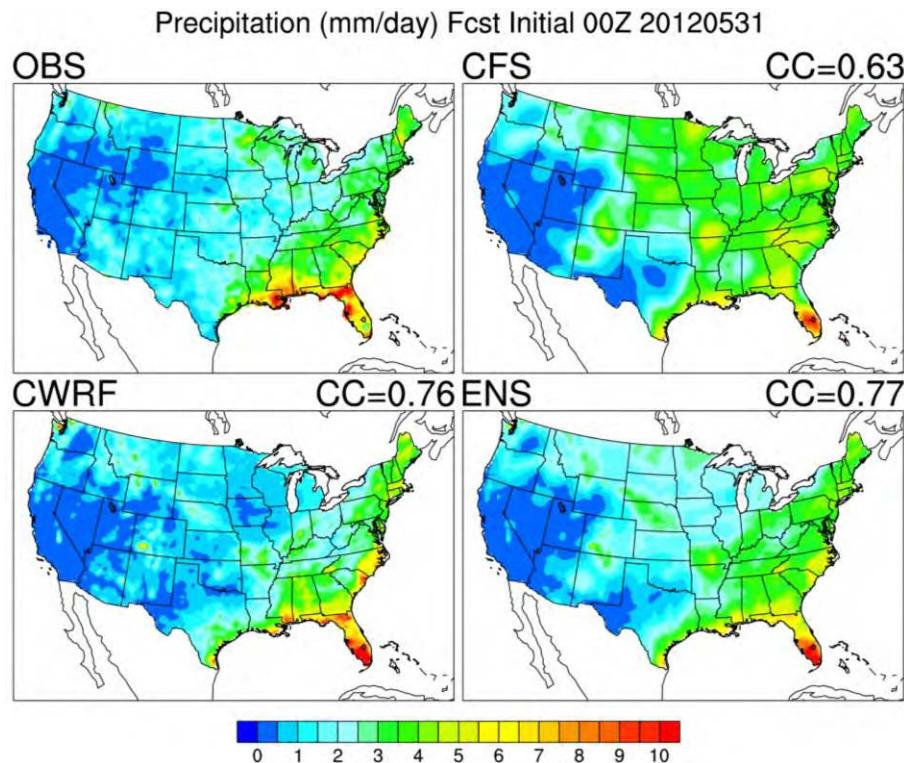 Precipitation (mm/day) Fcst Initial 00Z 20120531
OBS
CFS CC=0.63
CWRF CC=0.76
ENS CC=0.77
0 1 2 3 4 5 6 7 8 9 10